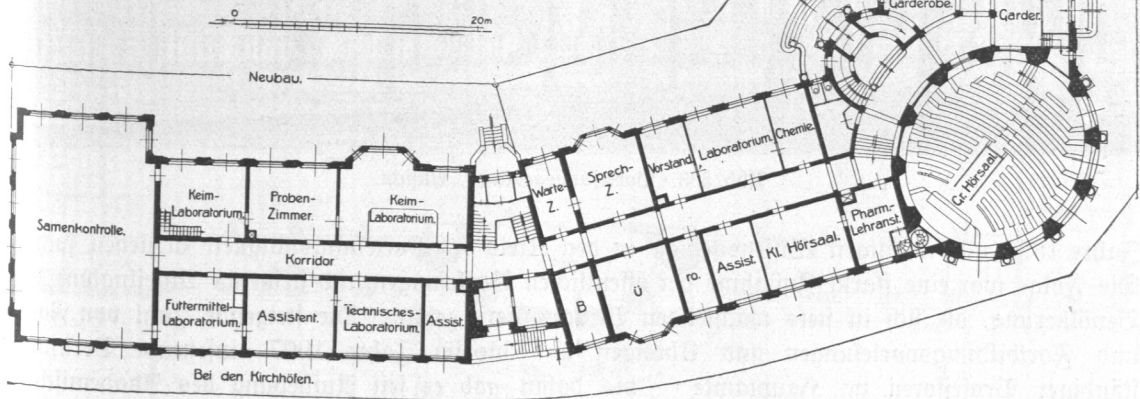 Garderobe.
Garder.
0 20m
Neubau.
Samenkontrolle.
Keim-
Laboratorium.
Proben-
Zimmer.
Keim-
Laboratorium.
Korridor
Futtermittel
Laboratorium.
Assistent.
Technisches-
Laboratorium.
Assist.
Warte-
Z.
Sprech-
Z.
Vorstand.
Laboratorium.
Chemie.
B ü ro.
Assist.
Kl. Hörsaal.
Pharm.-
Lehranst.
Gr. Hörsaal.
Bei den Kirchhöfen.